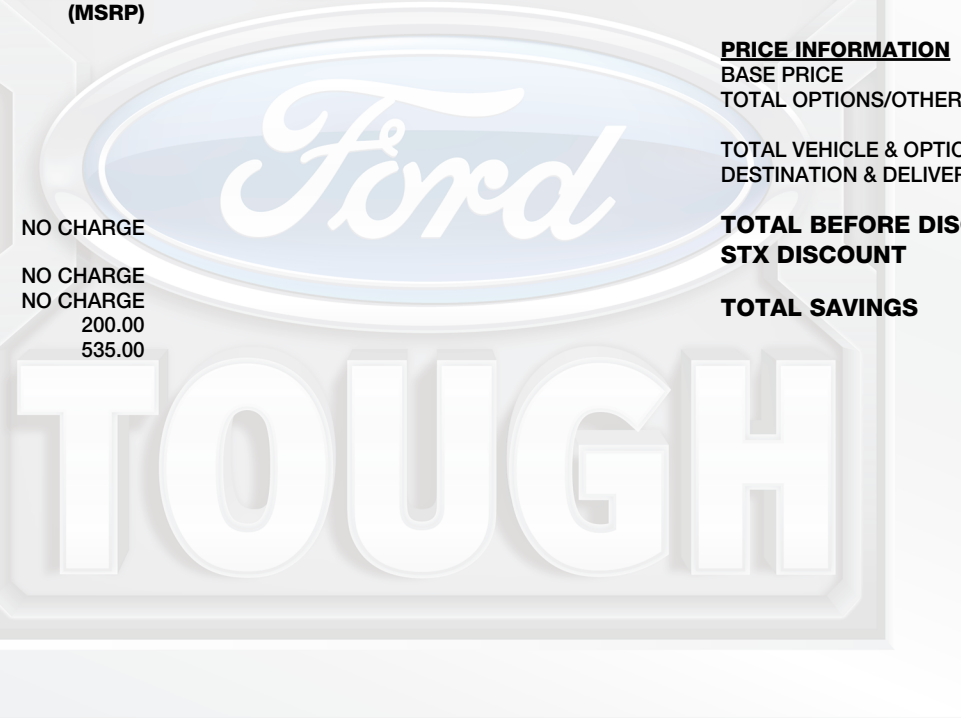 (MSRP)
NO CHARGE
NO CHARGE
NO CHARGE
200.00
535.00
Ford
TOUGH
PRICE INFORMATION
BASE PRICE
TOTAL OPTIONS/OTHER
TOTAL VEHICLE & OPTIO
DESTINATION & DELIVER
TOTAL BEFORE DISC
STX DISCOUNT
TOTAL SAVINGS